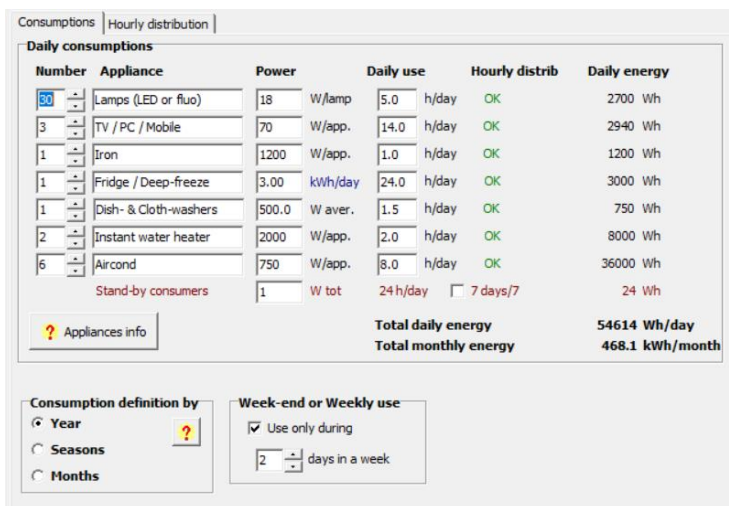 Consumptions Hourly distribution
Daily consumptions
Number Appliance Power Daily use Hourly distrib Daily energy
30 Lamps (LED or fluo) 18 W/lamp 5.0 h/day OK 2700 Wh
3 TV / PC / Mobile 70 W/app. 14.0 h/day OK 2940 Wh
1 Iron 1200 W/app. 1.0 h/day OK 1200 Wh
1 Fridge / Deep-freeze 3.00 kWh/day 24.0 h/day OK 3000 Wh
1 Dish- & Cloth-washers 500.0 W aver. 1.5 h/day OK 750 Wh
2 Instant water heater 2000 W/app. 2.0 h/day OK 8000 Wh
6 Aircond 750 W/app. 8.0 h/day OK 36000 Wh
Stand-by consumers 1 W tot 24 h/day 7 days/7 24 Wh
? Appliances info
Total daily energy 54614 Wh/day
Total monthly energy 468.1 kWh/month
Consumption definition by
Year
?
Seasons
Months
Week-end or Weekly use
Use only during
2 days in a week